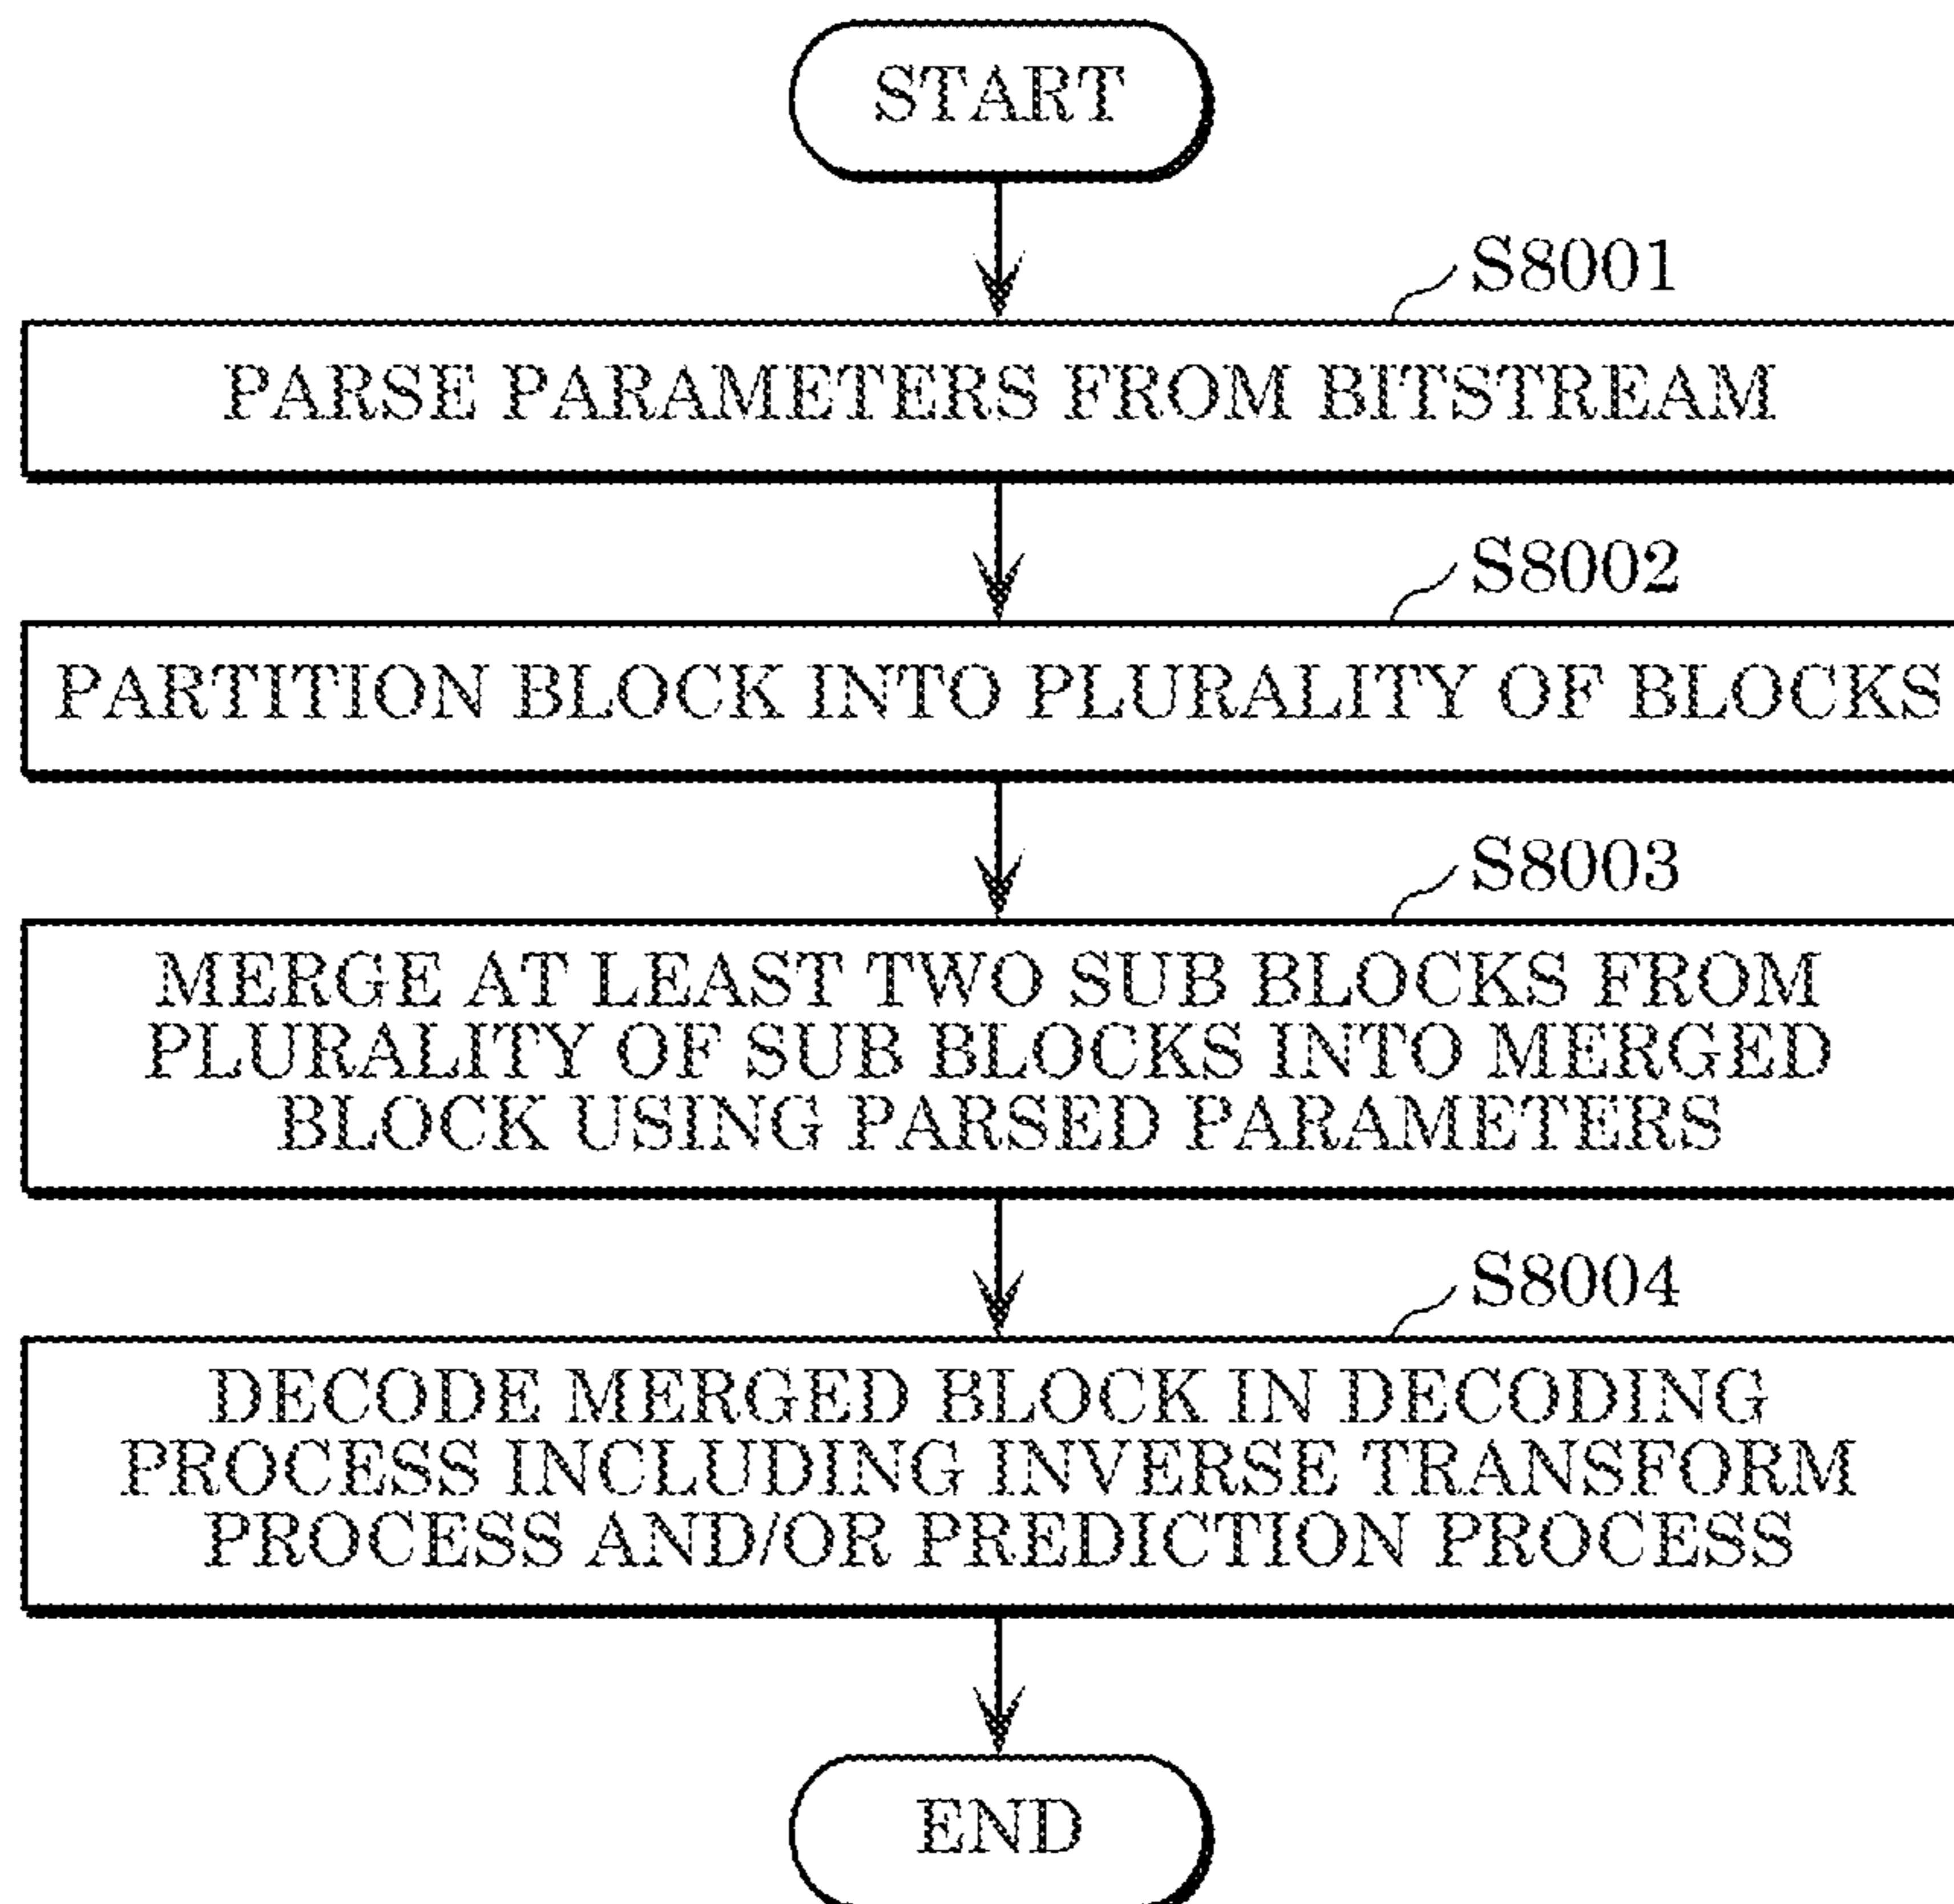 START
S8001
PARSE PARAMETERS FROM BITSTREAM
S8002
PARTITION BLOCK INTO PLURALITY OF BLOCKS
S8003
MERGE AT LEAST TWO SUB BLOCKS FROM
PLURALITY OF SUB BLOCKS INTO MERGED
BLOCK USING PARSED PARAMETERS
S8004
DECODE MERGED BLOCK IN DECODING
PROCESS INCLUDING INVERSE TRANSFORM
PROCESS AND/OR PREDICTION PROCESS
END